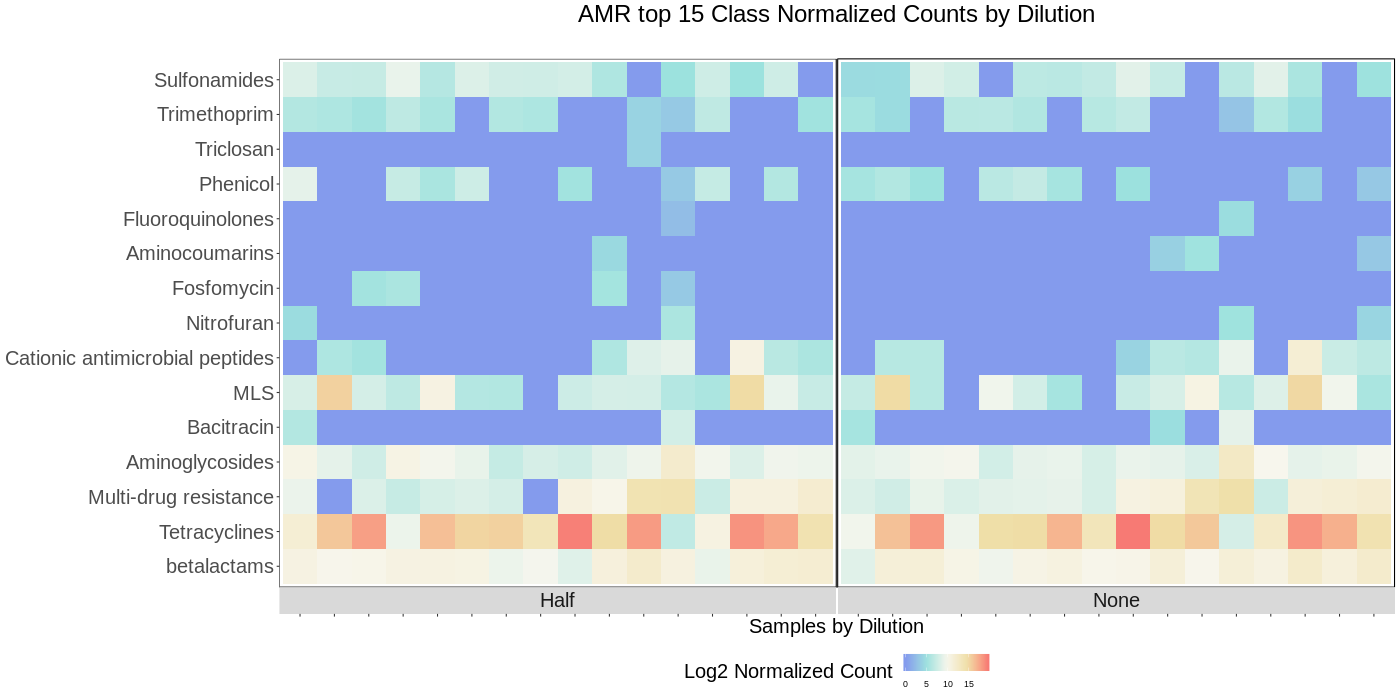 AMR top 15 Class Normalized Counts by Dilution
Sulfonamides
Trimethoprim
Triclosan
Phenicol
Fluoroquinolones
Aminocoumarins
Fosfomycin
Nitrofuran
Cationic antimicrobial peptides
MLS
Bacitracin
Aminoglycosides
Multi-drug resistance
Tetracyclines
betalactams
Half None
Samples by Dilution
Log2 Normalized Count
0 5 10 15